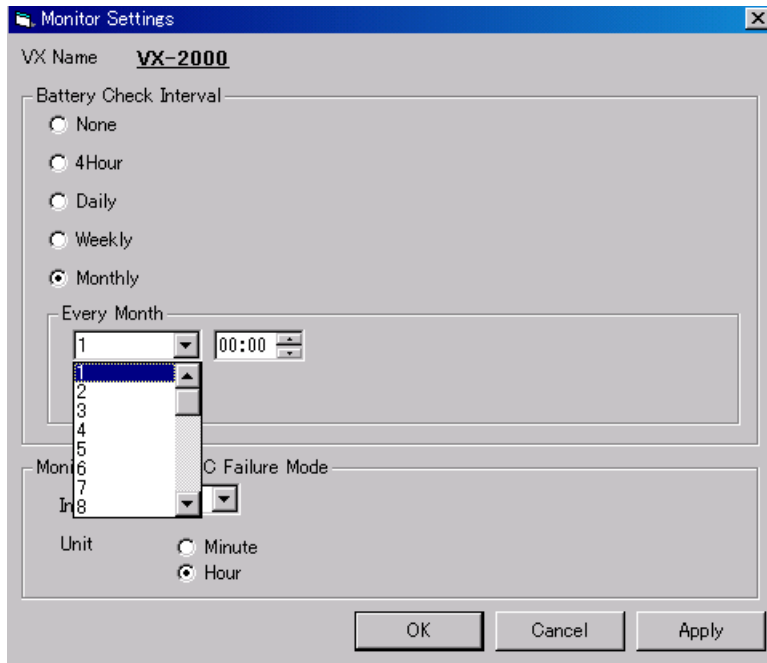 Monitor Settings
VX Name VX-2000
Battery Check Interval
None
4Hour
Daily
Weekly
Monthly
Every Month
1 00:00
1
2
3
4
5
6
7
8
Moni C Failure Mode
In
Unit Minute
Hour
OK Cancel Apply